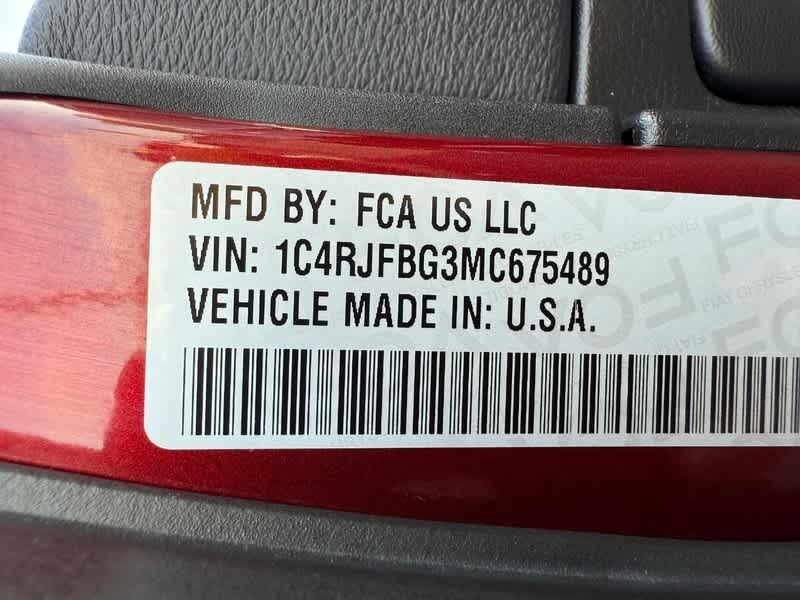 MFD BY: FCA US LLC
VIN: 1C4RJFBG3MC675489
VEHICLE MADE IN: U.S.A.